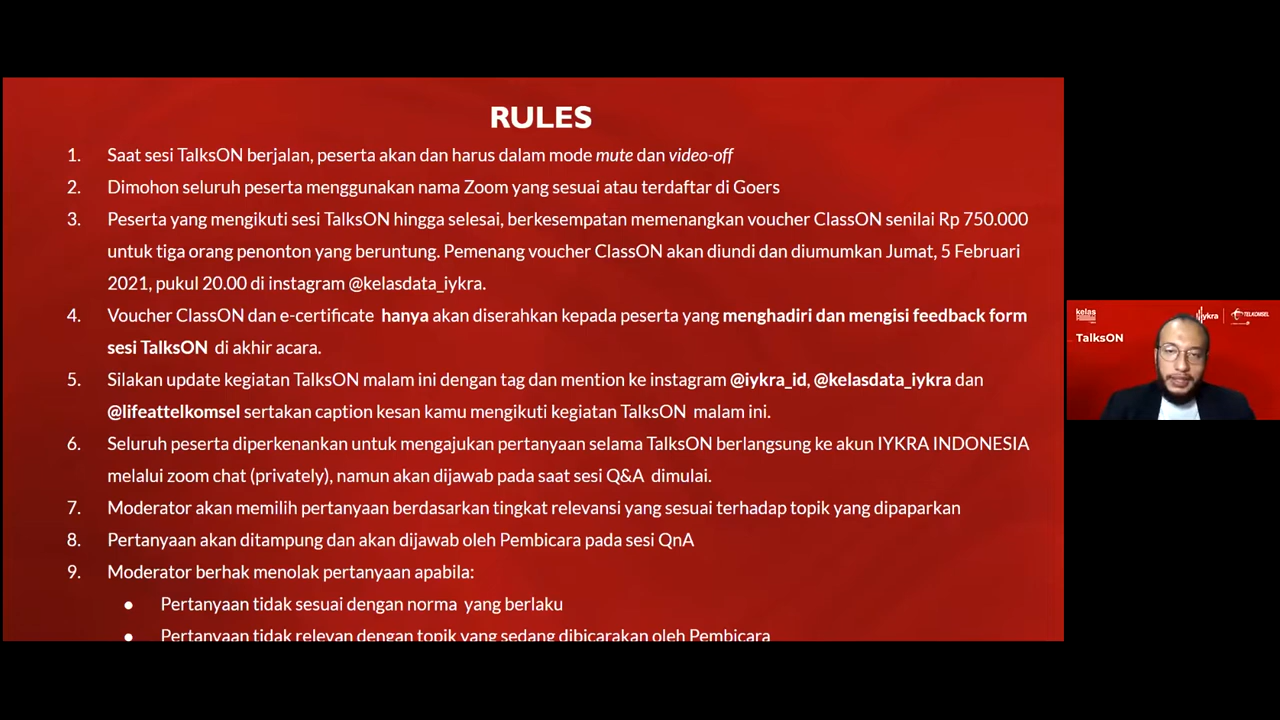 RULES
1. Saat sesi TalksON berjalan, peserta akan dan harus dalam mode mute dan video-off
2. Dimohon seluruh peserta menggunakan nama Zoom yang sesuai atau terdaftar di Goers
3. Peserta yang mengikuti sesi TalksON hingga selesai, berkesempatan memenangkan voucher ClassON senilai Rp 750.000
untuk tiga orang penonton yang beruntung. Pemenang voucher ClassON akan diundi dan diumumkan Jumat, 5 Februari
2021, pukul 20.00 di instagram @kelasdata_iykra.
4. Voucher ClassON dan e-certificate hanya akan diserahkan kepada peserta yang menghadiri dan mengisi feedback form
sesi TalksON di akhir acara.
5. Silakan update kegiatan TalksON malam ini dengan tag dan mention ke instagram @iykra_id, @kelasdata_iykra dan
@lifeattelkomsel sertakan caption kesan kamu mengikuti kegiatan TalksON malam ini.
6. Seluruh peserta diperkenankan untuk mengajukan pertanyaan selama TalksON berlangsung ke akun IYKRA INDONESIA
melalui zoom chat (privately), namun akan dijawab pada saat sesi Q&A dimulai.
7. Moderator akan memilih pertanyaan berdasarkan tingkat relevansi yang sesuai terhadap topik yang dipaparkan
8. Pertanyaan akan ditampung dan akan dijawab oleh Pembicara pada sesi QnA
9. Moderator berhak menolak pertanyaan apabila:
● Pertanyaan tidak sesuai dengan norma yang berlaku
● Pertanyaan tidak relevan dengan topik yang sedang dibicarakan oleh Pembicara
kelas
iykra
TELKOMSEL
TalksON